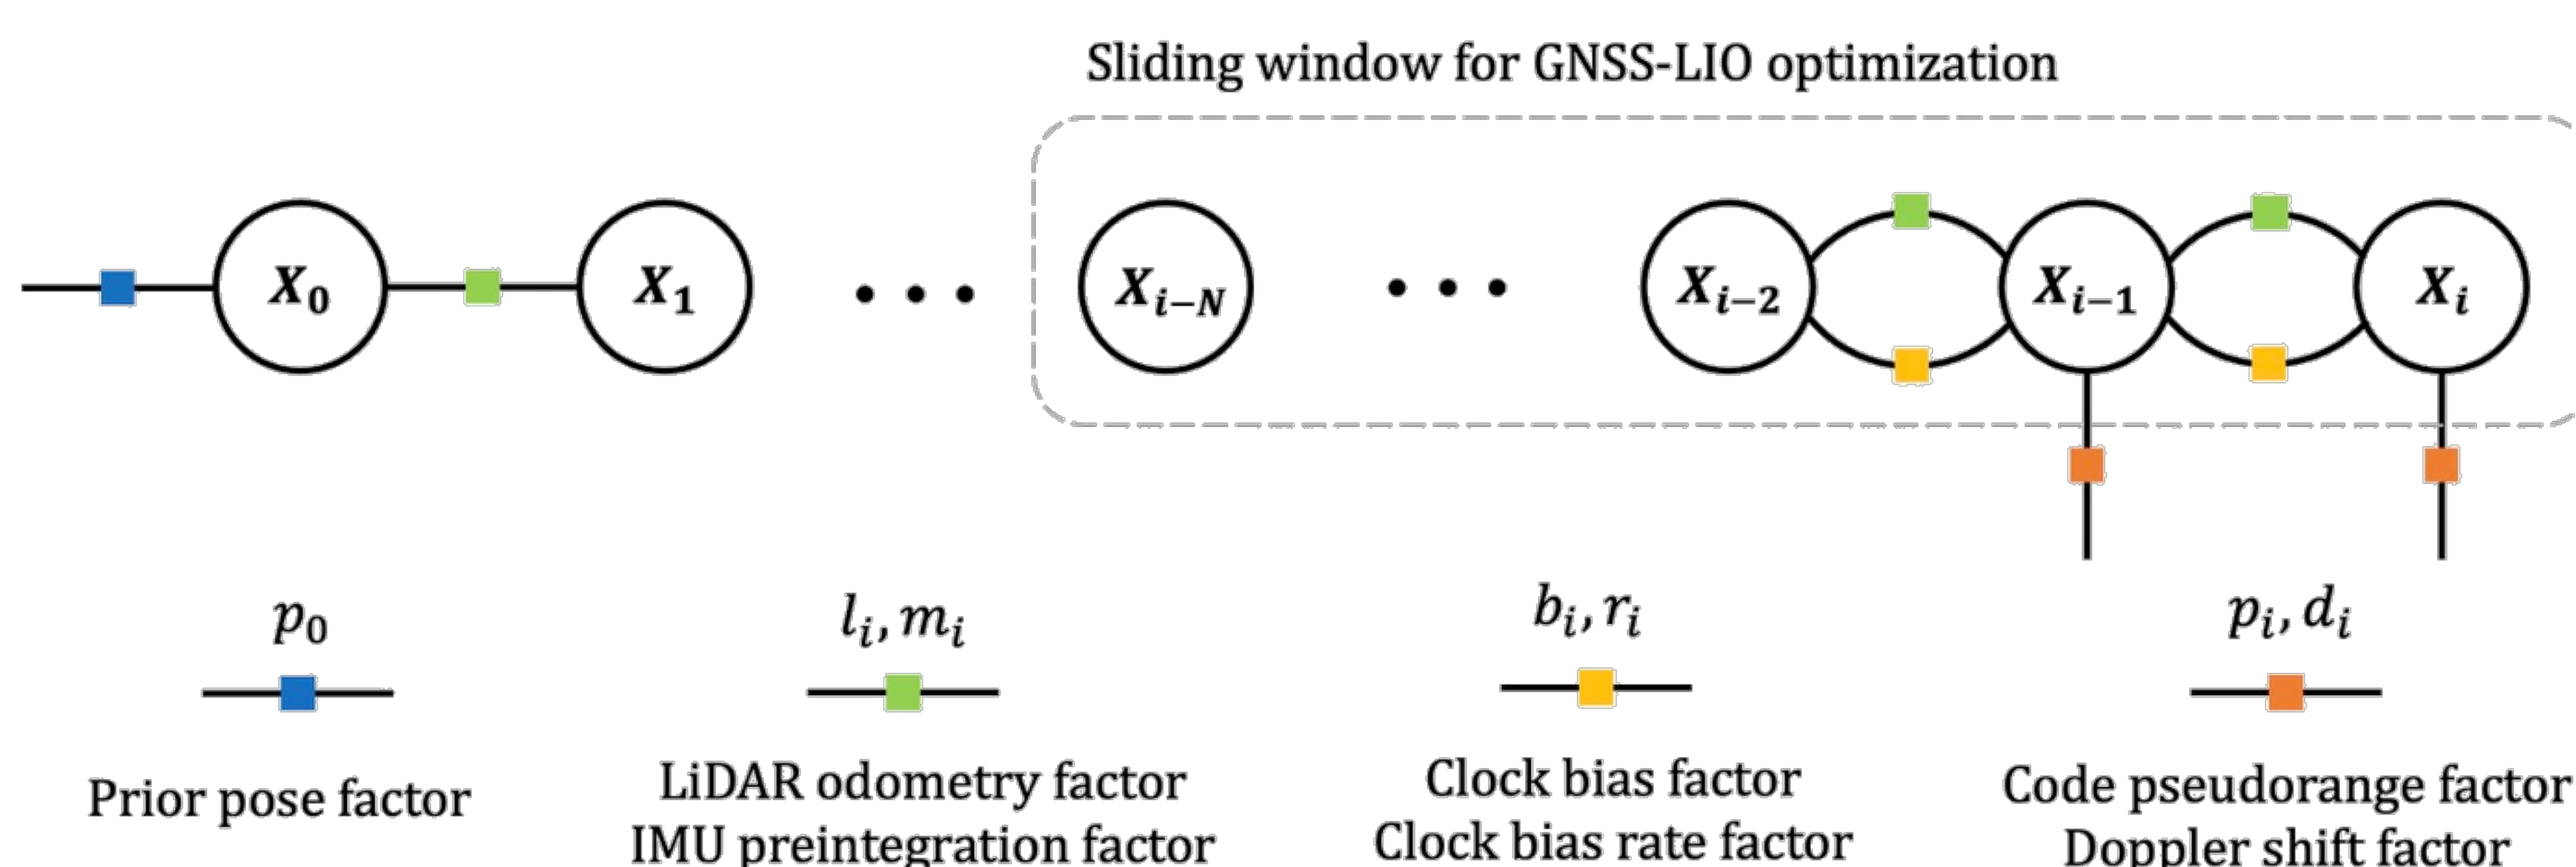 Sliding window for GNSS-LIO optimization
X₀ X₁ • • • Xᵢ₋N • • • Xᵢ₋₂ Xᵢ₋₁ Xᵢ
p₀ lᵢ, mᵢ bᵢ, rᵢ pᵢ, dᵢ
Prior pose factor
LiDAR odometry factor
IMU preintegration factor
Clock bias factor
Clock bias rate factor
Code pseudorange factor
Doppler shift factor